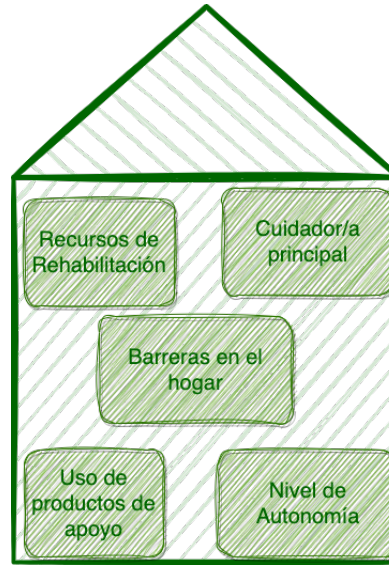 Recursos de
Rehabilitación
Cuidador/a
principal
Barreras en el
hogar
Uso de
productos de
apoyo
Nivel de
Autonomía